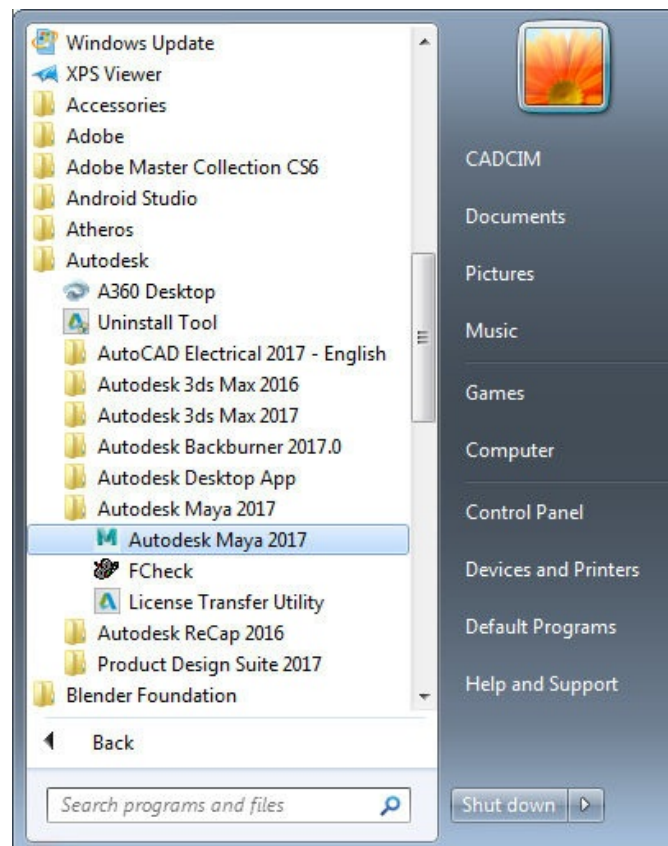 Windows Update
XPS Viewer
Accessories
Adobe
Adobe Master Collection CS6
Android Studio
Atheros
Autodesk
A360 Desktop
Uninstall Tool
AutoCAD Electrical 2017 - English
Autodesk 3ds Max 2016
Autodesk 3ds Max 2017
Autodesk Backburner 2017.0
Autodesk Desktop App
Autodesk Maya 2017
Autodesk Maya 2017
FCheck
License Transfer Utility
Autodesk ReCap 2016
Product Design Suite 2017
Blender Foundation
Back
Search programs and files
CADCIM
Documents
Pictures
Music
Games
Computer
Control Panel
Devices and Printers
Default Programs
Help and Support
Shut down